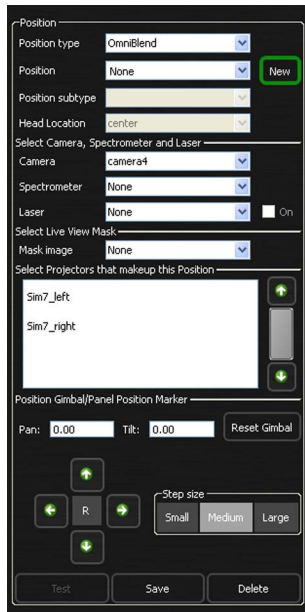 Position
Position type OmniBlend
Position None New
Position subtype
Head Location center
Select Camera, Spectrometer and Laser
Camera camera4
Spectrometer None
Laser None On
Select Live View Mask
Mask image None
Select Projectors that makeup this Position
Sim7_left
Sim7_right
Position Gimbal/Panel Position Marker
Pan: 0.00 Tilt: 0.00 Reset Gimbal
Step size
R Small Medium Large
Test Save Delete